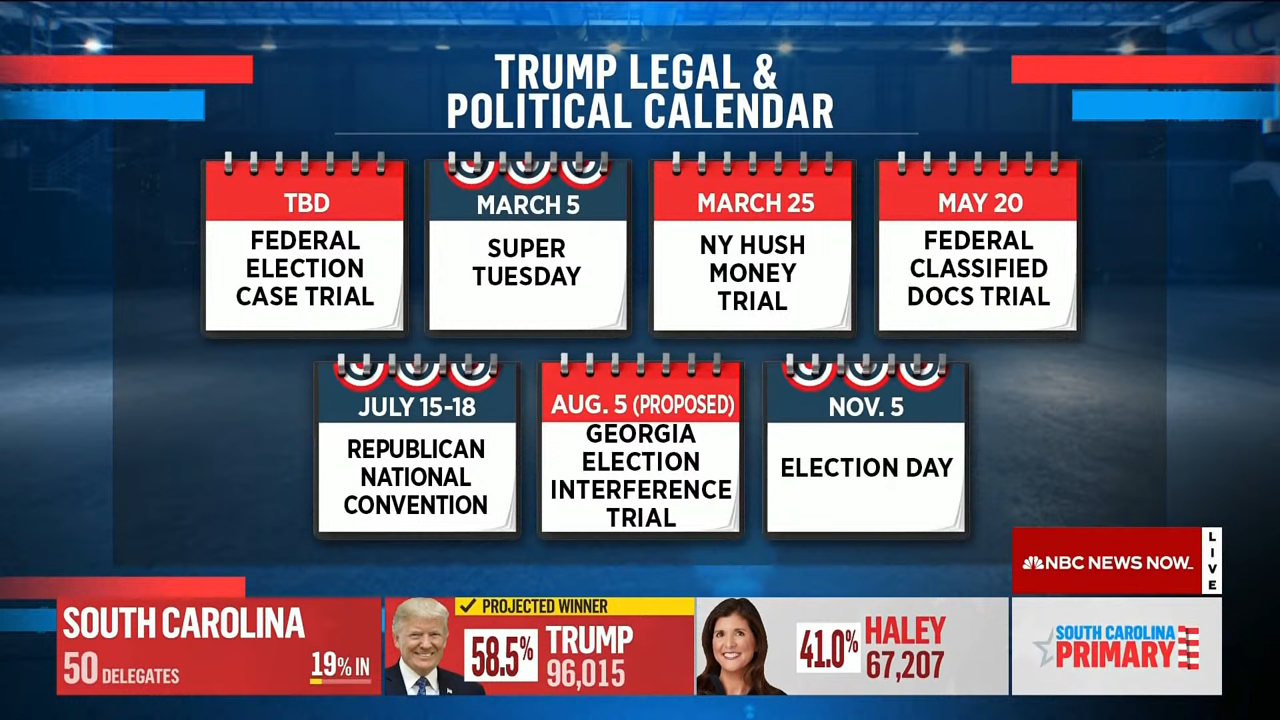 TRUMP LEGAL &
POLITICAL CALENDAR
TBD
FEDERAL
ELECTION
CASE TRIAL
MARCH 5
SUPER
TUESDAY
MARCH 25
NY HUSH
MONEY
TRIAL
MAY 20
FEDERAL
CLASSIFIED
DOCS TRIAL
JULY 15-18
REPUBLICAN
NATIONAL
CONVENTION
AUG. 5 (PROPOSED)
GEORGIA
ELECTION
INTERFERENCE
TRIAL
NOV. 5
ELECTION DAY
NBC NEWS NOW
LIVE
SOUTH CAROLINA
50 DELEGATES
19% IN
PROJECTED WINNER
58.5%
TRUMP
96,015
41.0%
HALEY
67,207
SOUTH CAROLINA
PRIMARY